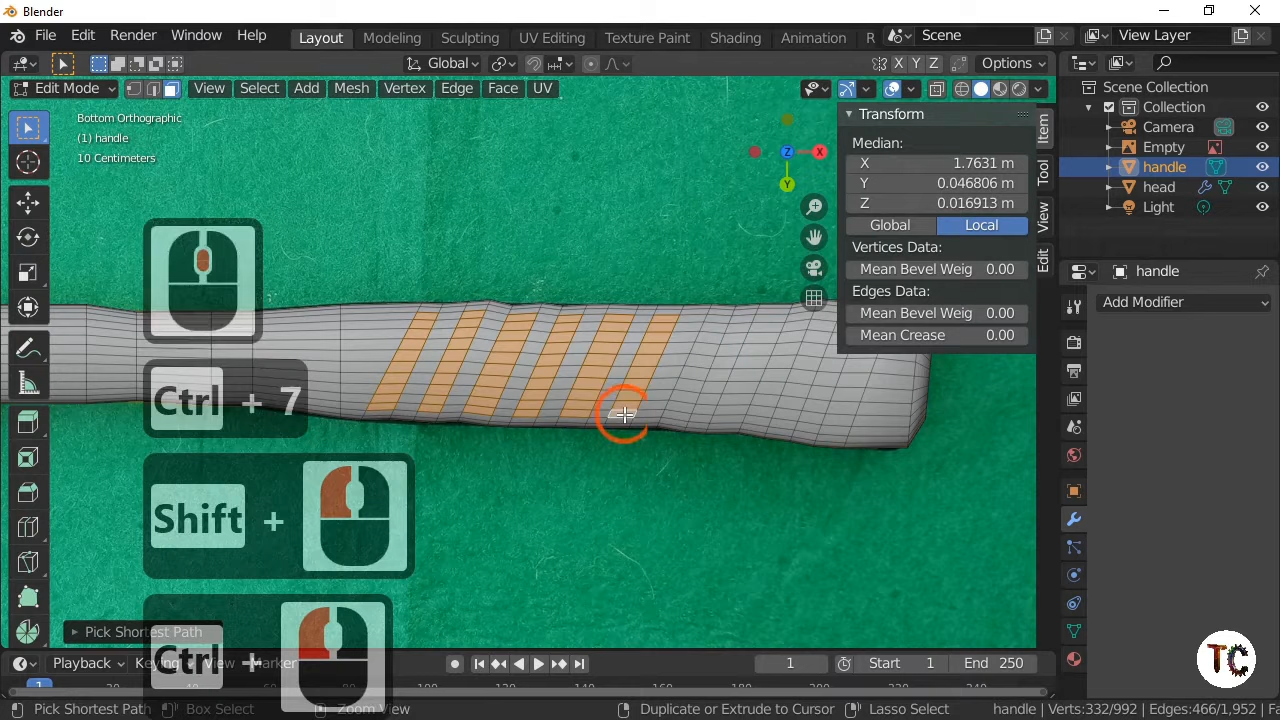 Blender
File Edit Render Window Help Layout Modeling Sculpting UV Editing Texture Paint Shading Animation R Scene View Layer
Global X Y Z Options
Edit Mode View Select Add Mesh Vertex Edge Face UV
Bottom Orthographic
(1) handle
10 Centimeters
Z X Y
Transform
Median:
X 1.7631 m
Y 0.046806 m
Z 0.016913 m
Global Local
Vertices Data:
Mean Bevel Weig 0.00
Edges Data:
Mean Bevel Weig 0.00
Mean Crease 0.00
Item
Tool
View
Edit
Scene Collection
Collection
Camera
Empty
handle
head
Light
handle
Add Modifier
Ctrl + 7
Shift +
Ctrl +
Pick Shortest Path
Playback Keying View Marker 1 Start 1 End 250
TC
Pick Shortest Path Box Select Zoom View Duplicate or Extrude to Cursor Lasso Select handle | Verts:332/992 | Edges:466/1,952 | Fa